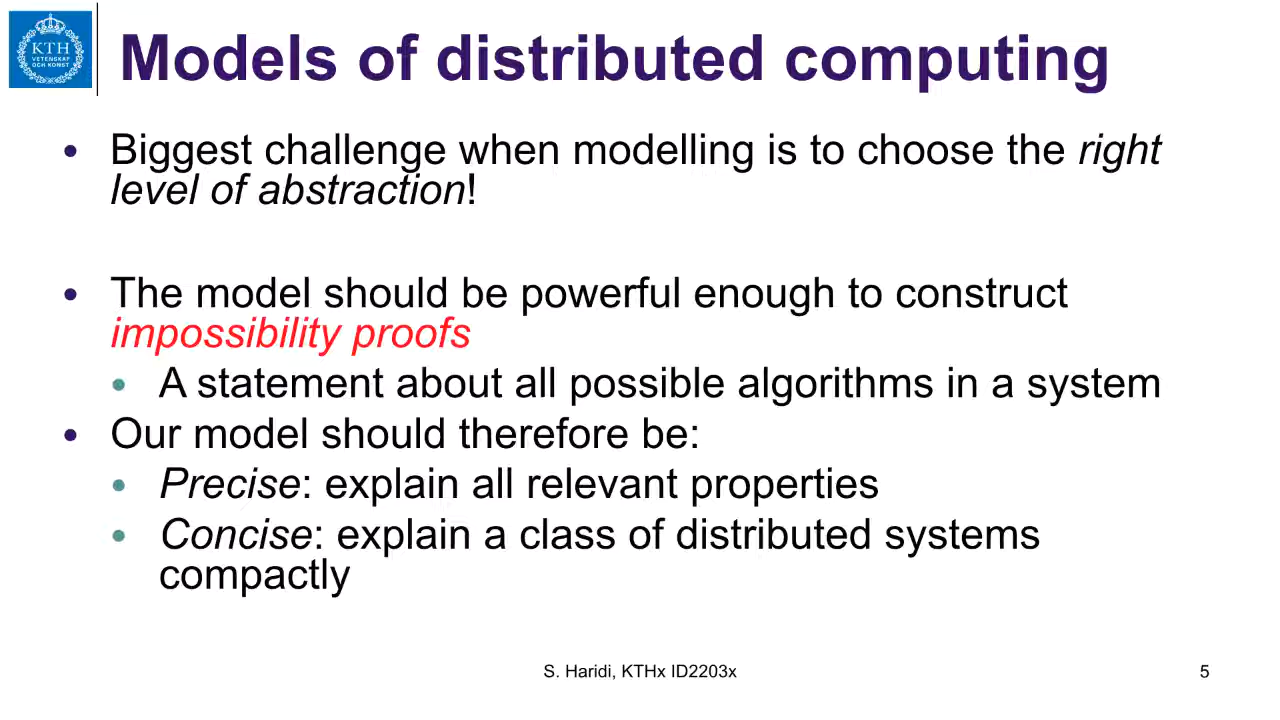 KTH
VETENSKAP
OCH KONST
Models of distributed computing
• Biggest challenge when modelling is to choose the right
level of abstraction!
• The model should be powerful enough to construct
impossibility proofs
• A statement about all possible algorithms in a system
• Our model should therefore be:
• Precise: explain all relevant properties
• Concise: explain a class of distributed systems
compactly
S. Haridi, KTHx ID2203x
5